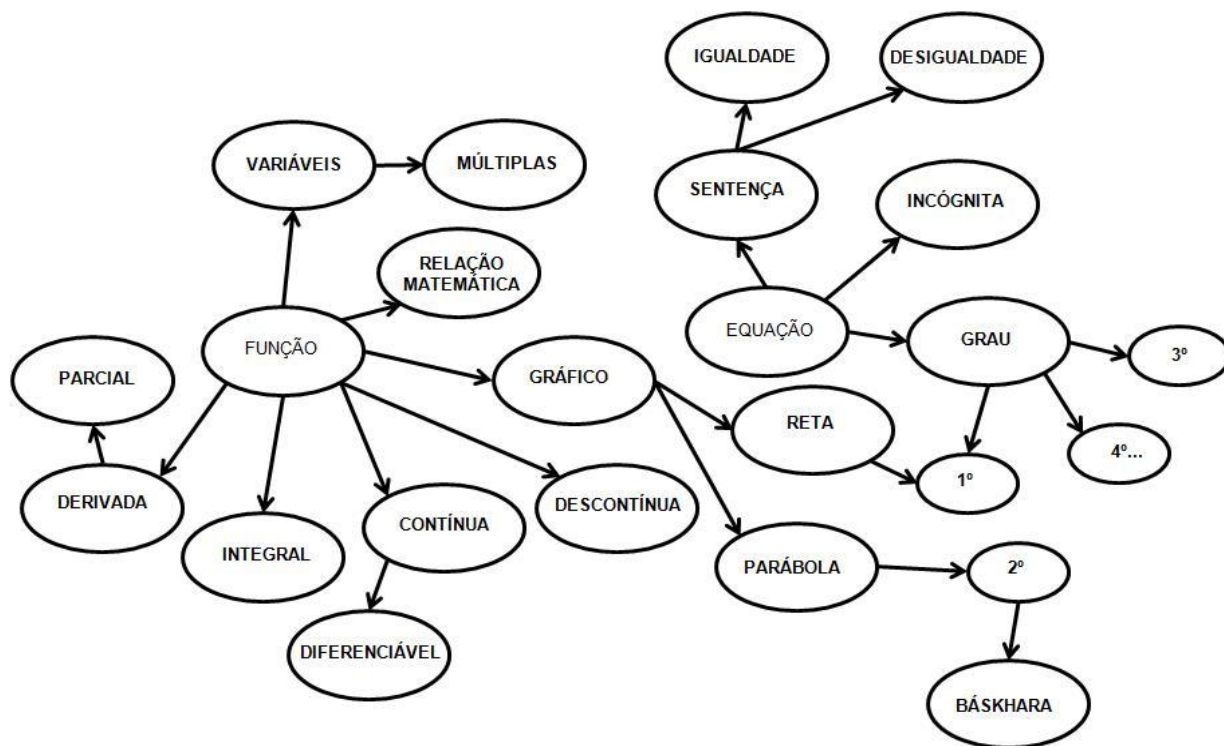 IGUALDADE
DESIGUALDADE
VARIÁVEIS
MÚLTIPLAS
SENTENÇA
INCÓGNITA
RELAÇÃO
MATEMÁTICA
EQUAÇÃO
GRAU
3º
FUNÇÃO
PARCIAL
GRÁFICO
RETA
4º...
1º
DERIVADA
DESCONTÍNUA
CONTÍNUA
INTEGRAL
PARÁBOLA
2º
DIFERENCIÁVEL
BÁSKHARA